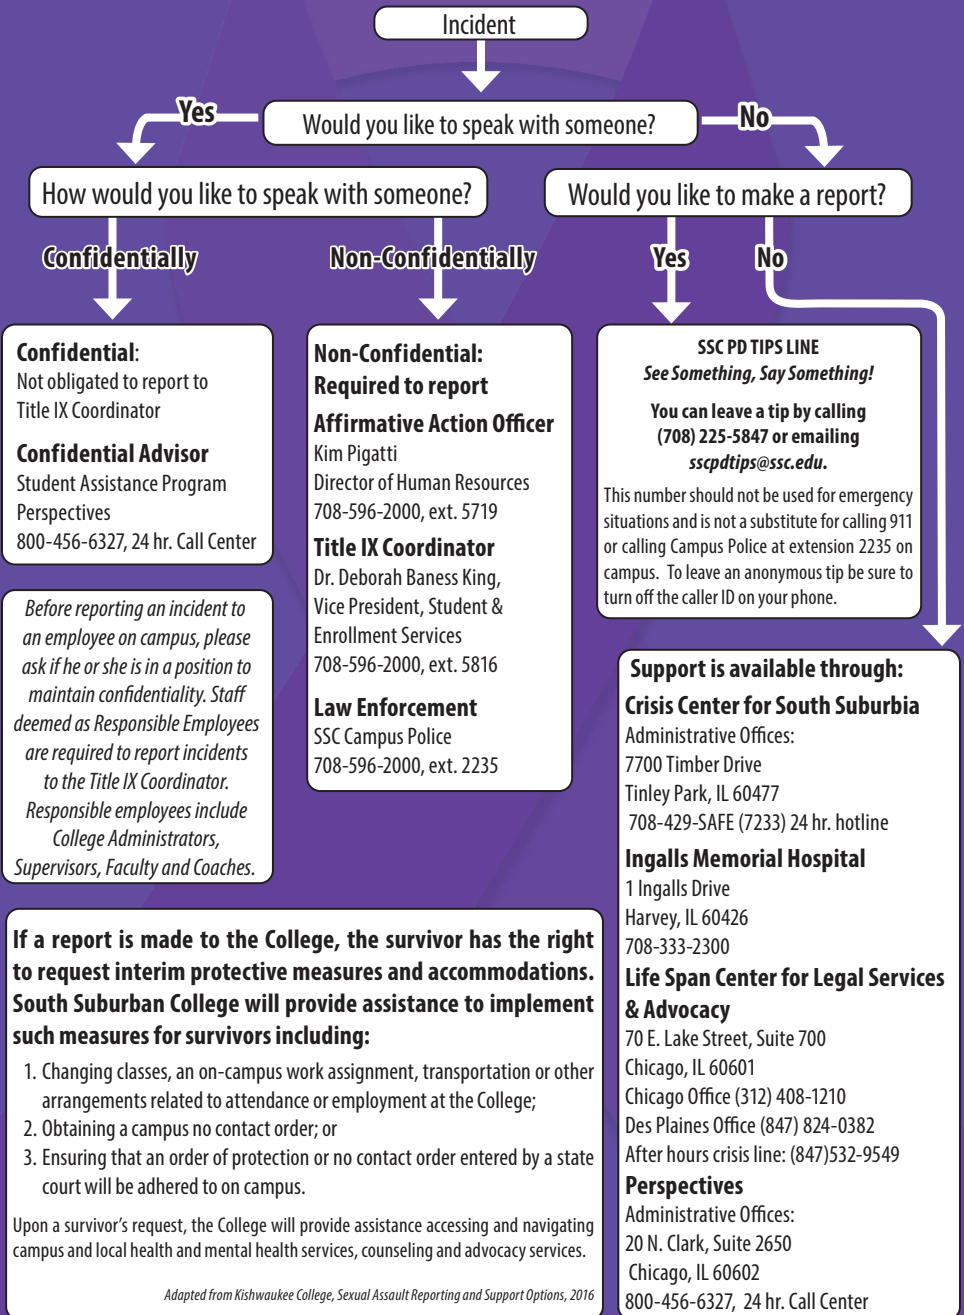 Incident
Would you like to speak with someone?
Yes
No
How would you like to speak with someone?
Would you like to make a report?
Confidentially
Non-Confidentially
Yes
No
Confidential:
Not obligated to report to
Title IX Coordinator
Confidential Advisor
Student Assistance Program
Perspectives
800-456-6327, 24 hr. Call Center
Before reporting an incident to
an employee on campus, please
ask if he or she is in a position to
maintain confidentiality. Staff
deemed as Responsible Employees
are required to report incidents
to the Title IX Coordinator.
Responsible employees include
College Administrators,
Supervisors, Faculty and Coaches.
Non-Confidential:
Required to report
Affirmative Action Officer
Kim Pigatti
Director of Human Resources
708-596-2000, ext. 5719
Title IX Coordinator
Dr. Deborah Baness King,
Vice President, Student &
Enrollment Services
708-596-2000, ext. 5816
Law Enforcement
SSC Campus Police
708-596-2000, ext. 2235
SSC PD TIPS LINE
See Something, Say Something!
You can leave a tip by calling
(708) 225-5847 or emailing
sscpdtips@ssc.edu.
This number should not be used for emergency
situations and is not a substitute for calling 911
or calling Campus Police at extension 2235 on
campus. To leave an anonymous tip be sure to
turn off the caller ID on your phone.
Support is available through:
Crisis Center for South Suburbia
Administrative Offices:
7700 Timber Drive
Tinley Park, IL 60477
708-429-SAFE (7233) 24 hr. hotline
Ingalls Memorial Hospital
1 Ingalls Drive
Harvey, IL 60426
708-333-2300
Life Span Center for Legal Services
& Advocacy
70 E. Lake Street, Suite 700
Chicago, IL 60601
Chicago Office (312) 408-1210
Des Plaines Office (847) 824-0382
After hours crisis line: (847)532-9549
Perspectives
Administrative Offices:
20 N. Clark, Suite 2650
Chicago, IL 60602
800-456-6327, 24 hr. Call Center
If a report is made to the College, the survivor has the right
to request interim protective measures and accommodations.
South Suburban College will provide assistance to implement
such measures for survivors including:
1. Changing classes, an on-campus work assignment, transportation or other
arrangements related to attendance or employment at the College;
2. Obtaining a campus no contact order; or
3. Ensuring that an order of protection or no contact order entered by a state
court will be adhered to on campus.
Upon a survivor's request, the College will provide assistance accessing and navigating
campus and local health and mental health services, counseling and advocacy services.
Adapted from Kishwaukee College, Sexual Assault Reporting and Support Options, 2016